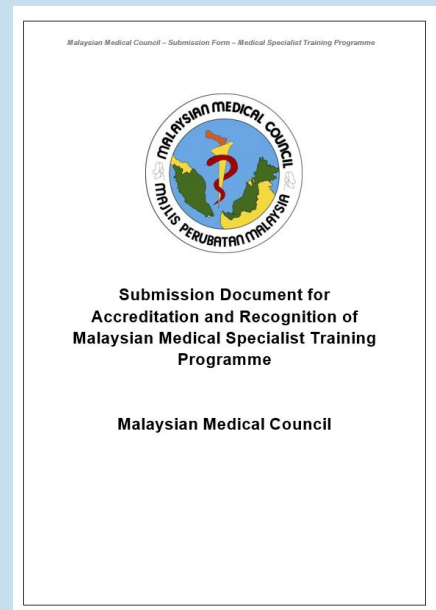 Malaysian Medical Council – Submission Form – Medical Specialist Training Programme
MALAYSIAN MEDICAL COUNCIL
MAJLIS PERUBATAN MALAYSIA
Submission Document for
Accreditation and Recognition of
Malaysian Medical Specialist Training
Programme
Malaysian Medical Council